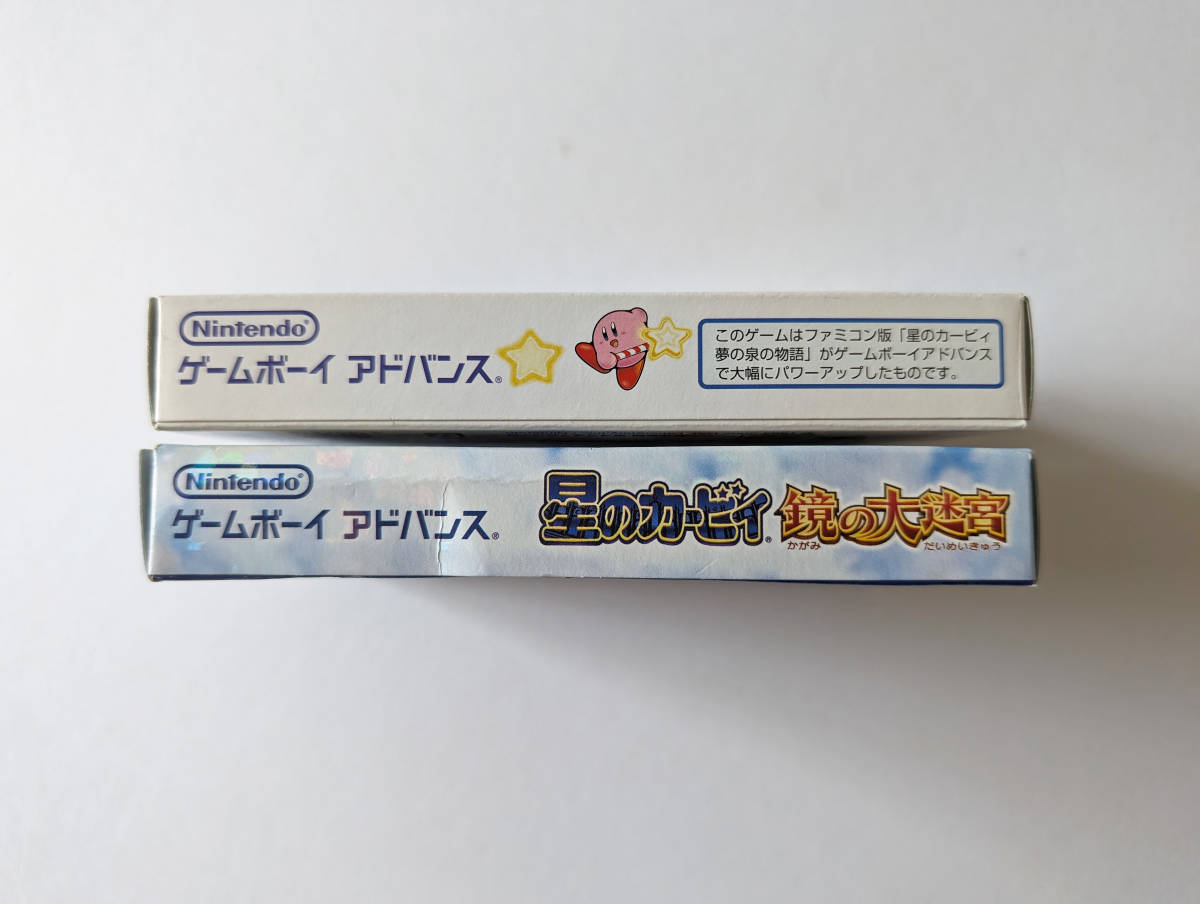 Nintendo®
ゲームボーイ アドバンス®
このゲームはファミコン版「星のカービィ
夢の泉の物語」がゲームボーイアドバンス
で大幅にパワーアップしたものです。
Nintendo®
ゲームボーイ アドバンス®
星のカービィ® 鏡の大迷宮
かがみ だいめいきゅう